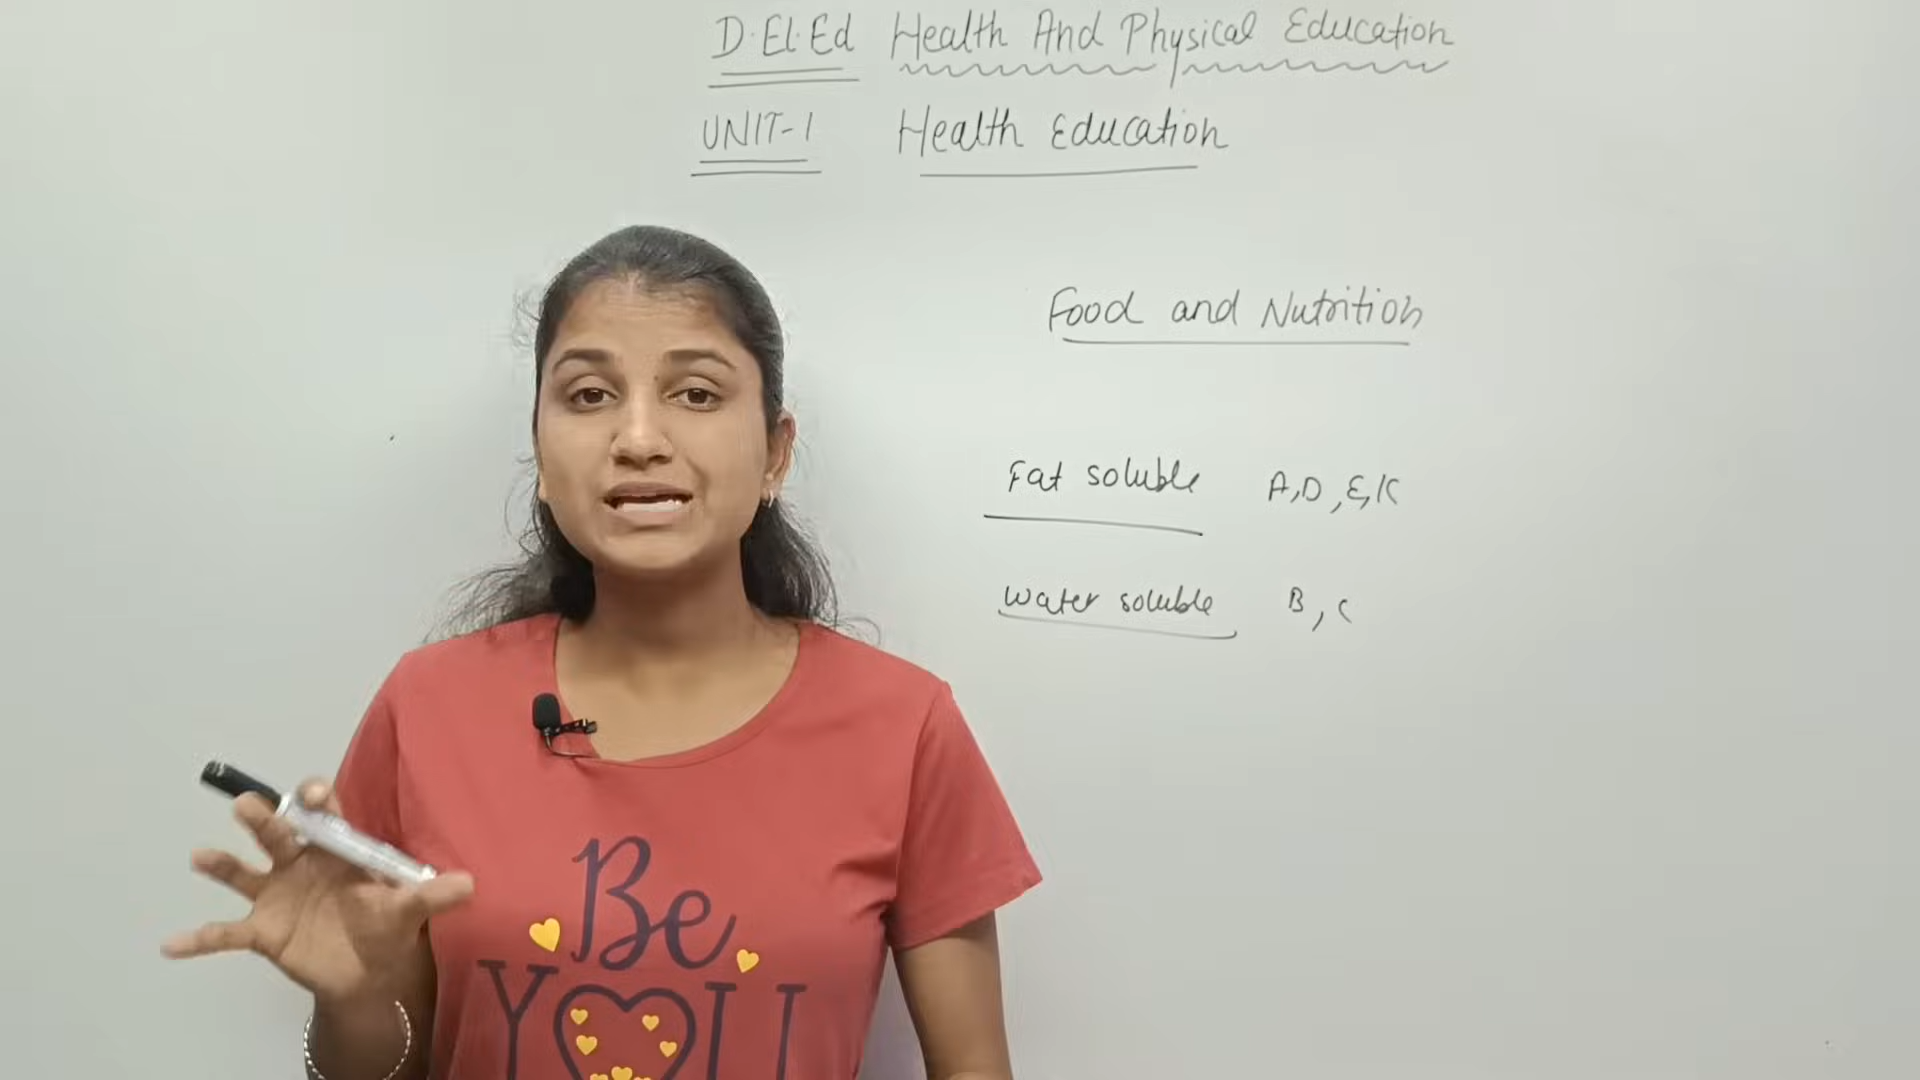 D.El.Ed Health And Physical Education
UNIT-1 Health Education
Food and Nutrition
Fat soluble A, D, E, K
Water soluble B, C
Be
YOU